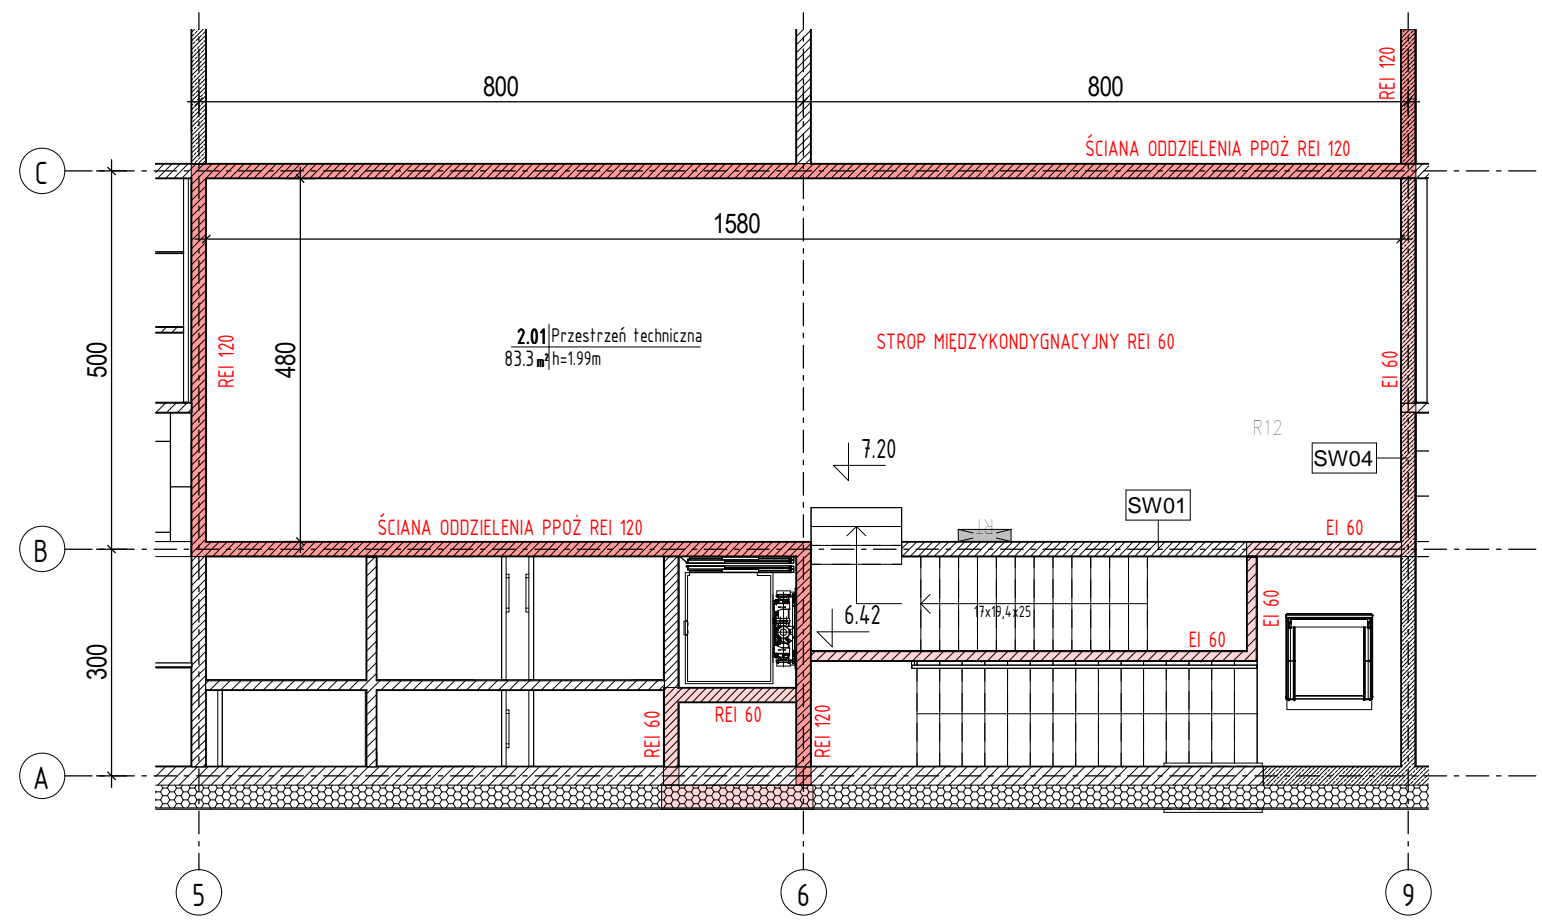 800
800
REI 120
ŚCIANA ODDZIELENIA PPOŻ REI 120
C
1580
500
480
REI 120
2.01 Przestrzeń techniczna
83.3 m² h=1.99m
STROP MIĘDZYKONDYGNACYJNY REI 60
EI 60
R12
7.20
SW04
SW01
ŚCIANA ODDZIELENIA PPOŻ REI 120
R1
EI 60
B
300
6.42
17x19,4x25
EI 60
EI 60
REI 60
REI 60
REI 120
A
5
6
9